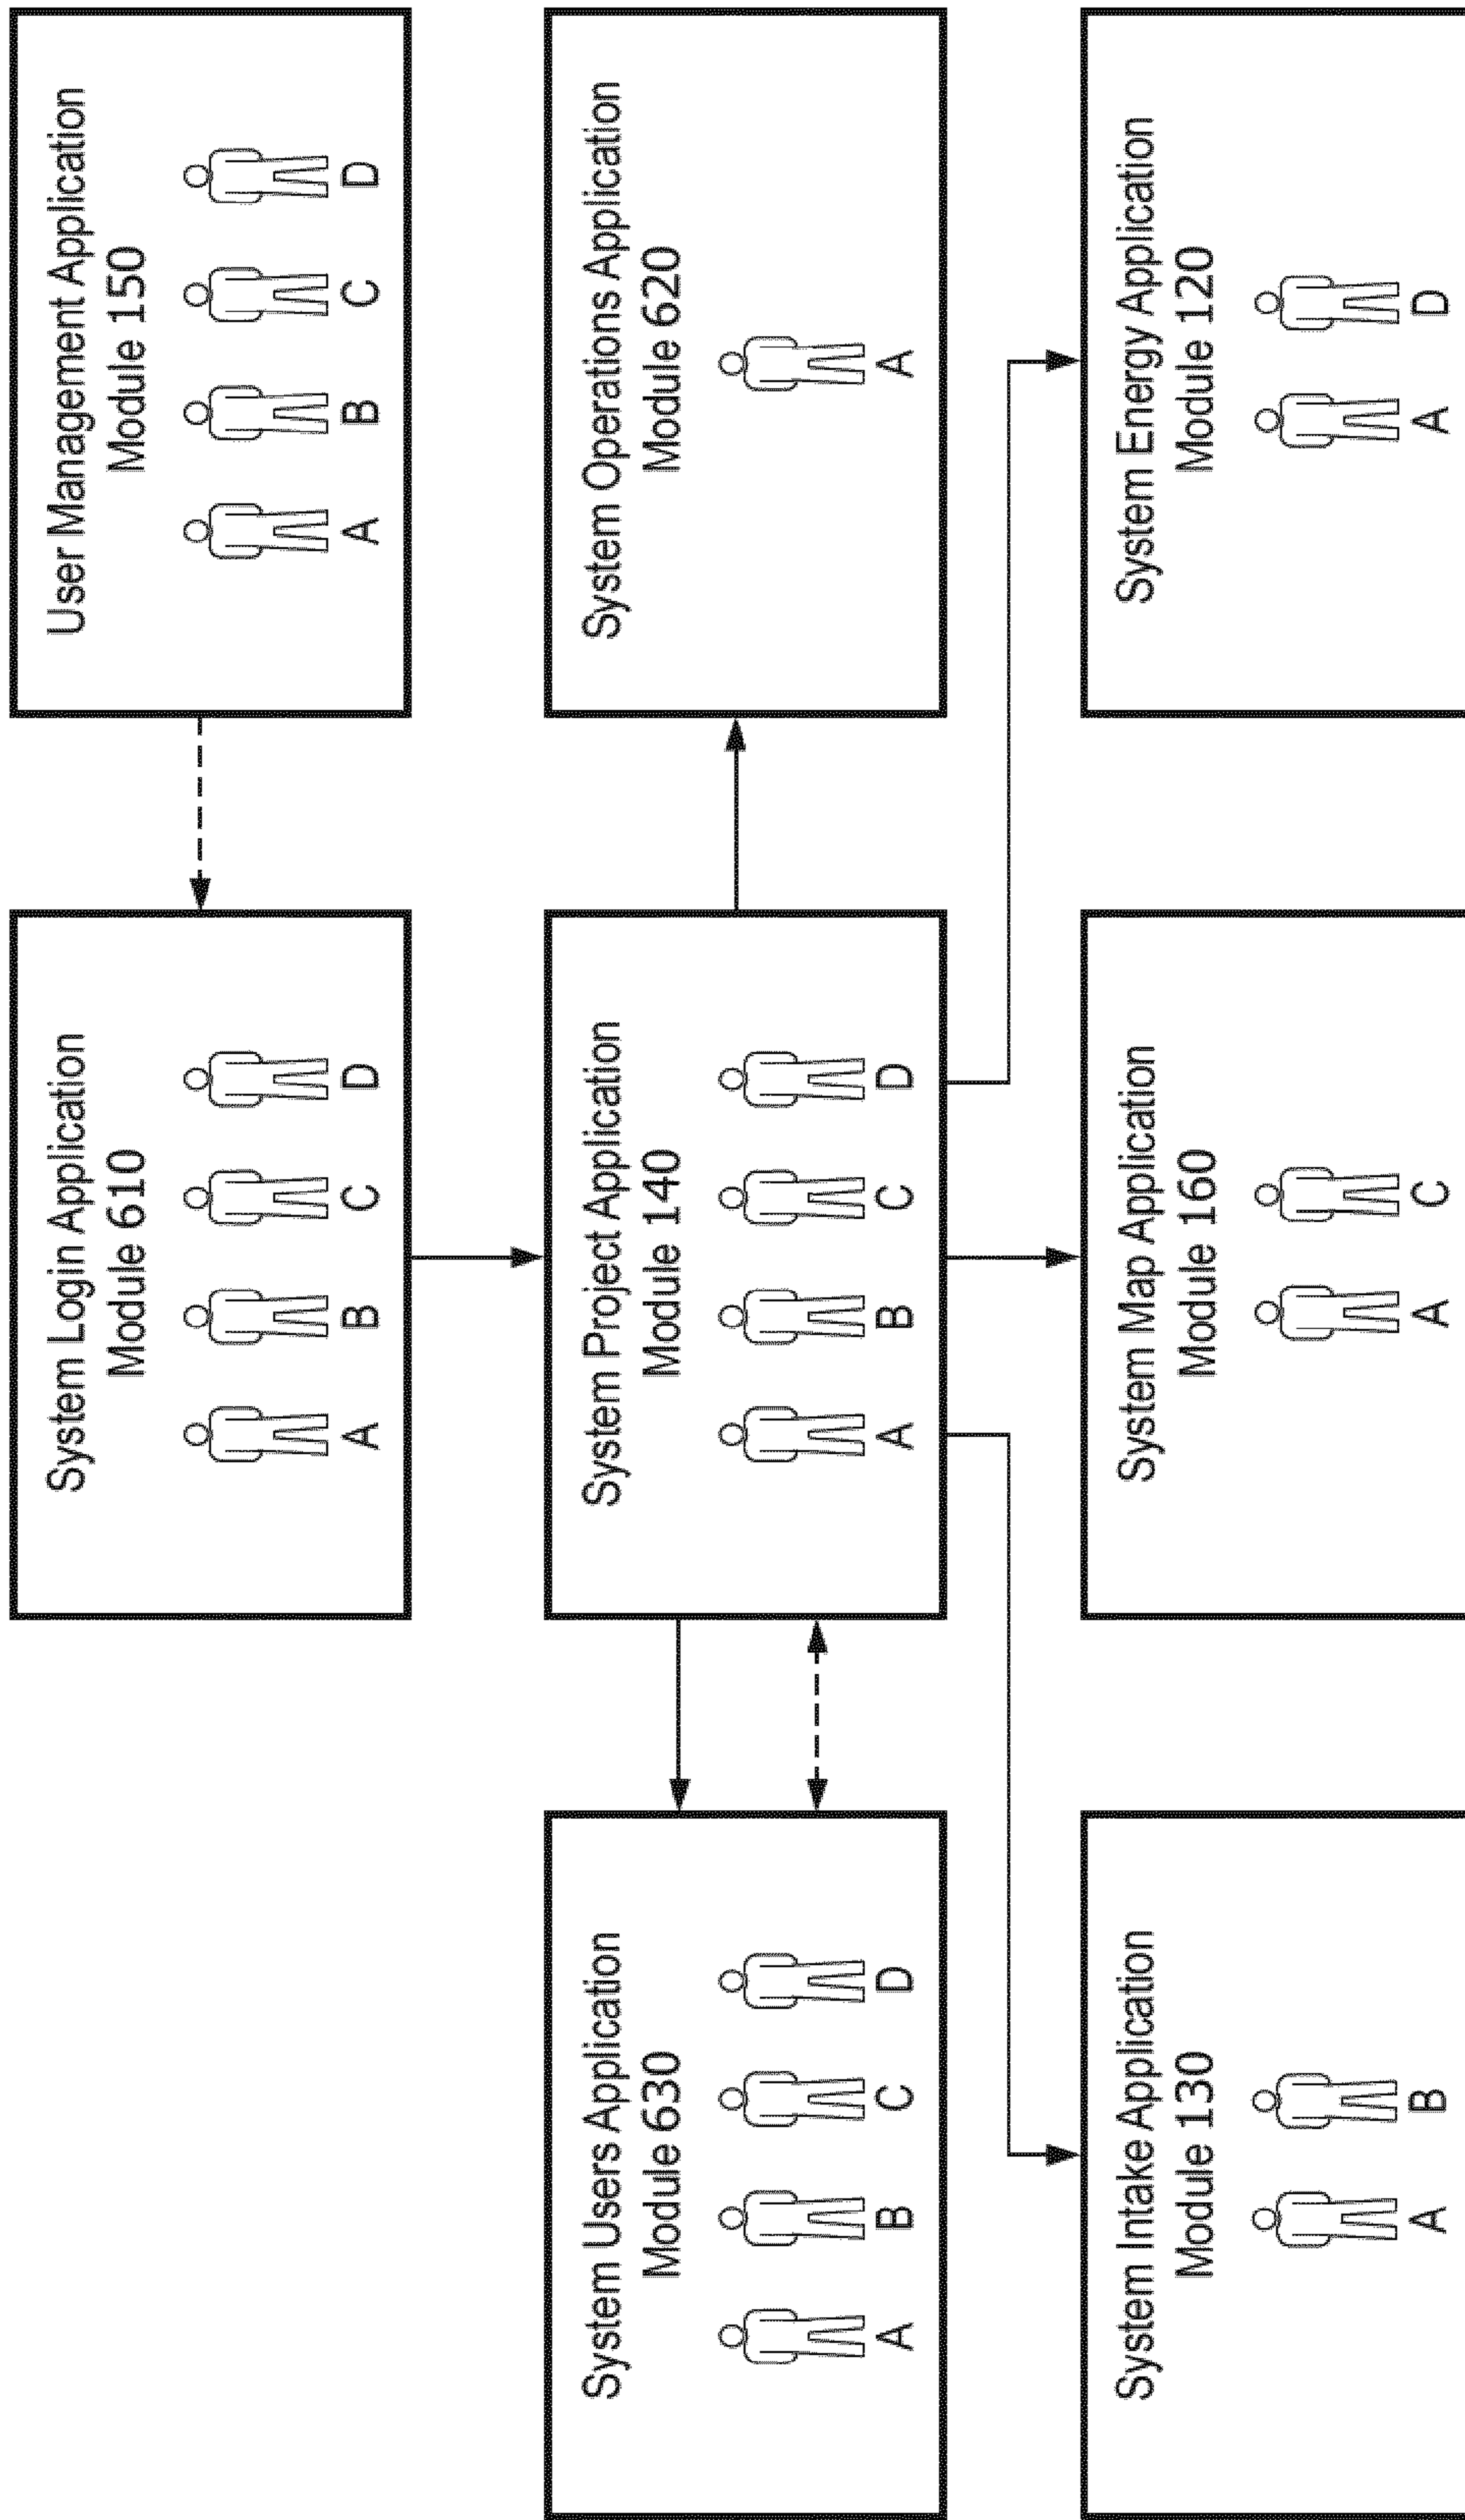 System Login Application
Module 610
A B C D
User Management Application
Module 150
A B C D
System Users Application
Module 630
A B C D
System Project Application
Module 140
A B C D
System Operations Application
Module 620
A
System Intake Application
Module 130
A B
System Map Application
Module 160
A C
System Energy Application
Module 120
A D